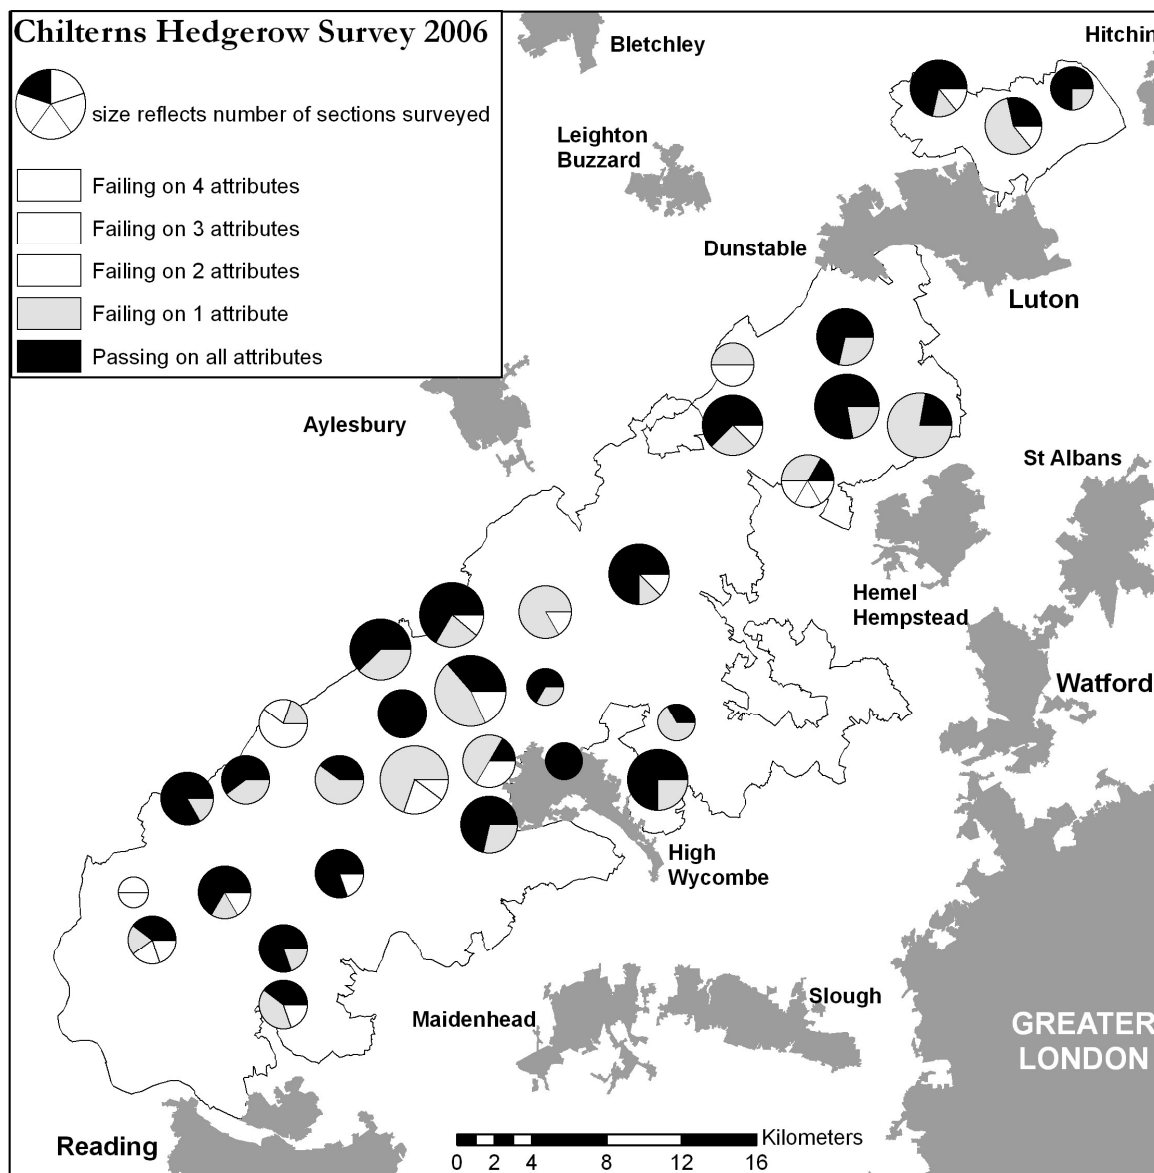 Chilterns Hedgerow Survey 2006
size reflects number of sections surveyed
Failing on 4 attributes
Failing on 3 attributes
Failing on 2 attributes
Failing on 1 attribute
Passing on all attributes
Bletchley
Hitchin
Leighton
Buzzard
Dunstable
Luton
Aylesbury
St Albans
Hemel
Hempstead
Watford
High
Wycombe
Maidenhead
Slough
GREATER
LONDON
Reading
Kilometers
0 2 4 8 12 16